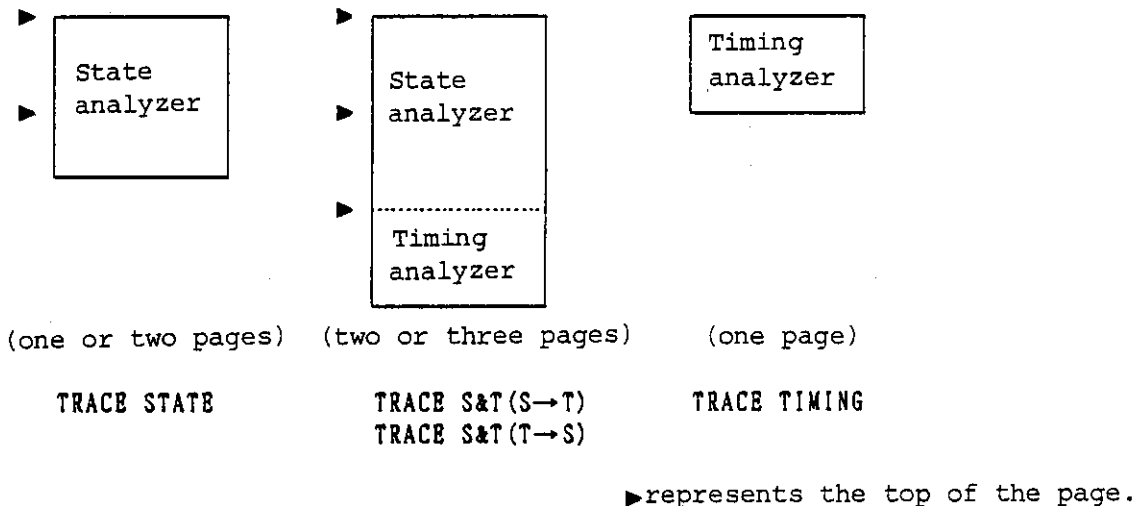 State
analyzer
State
analyzer
Timing
analyzer
Timing
analyzer
(one or two pages)
(two or three pages)
(one page)
TRACE STATE
TRACE S&T(S→T)
TRACE S&T(T→S)
TRACE TIMING
▶represents the top of the page.